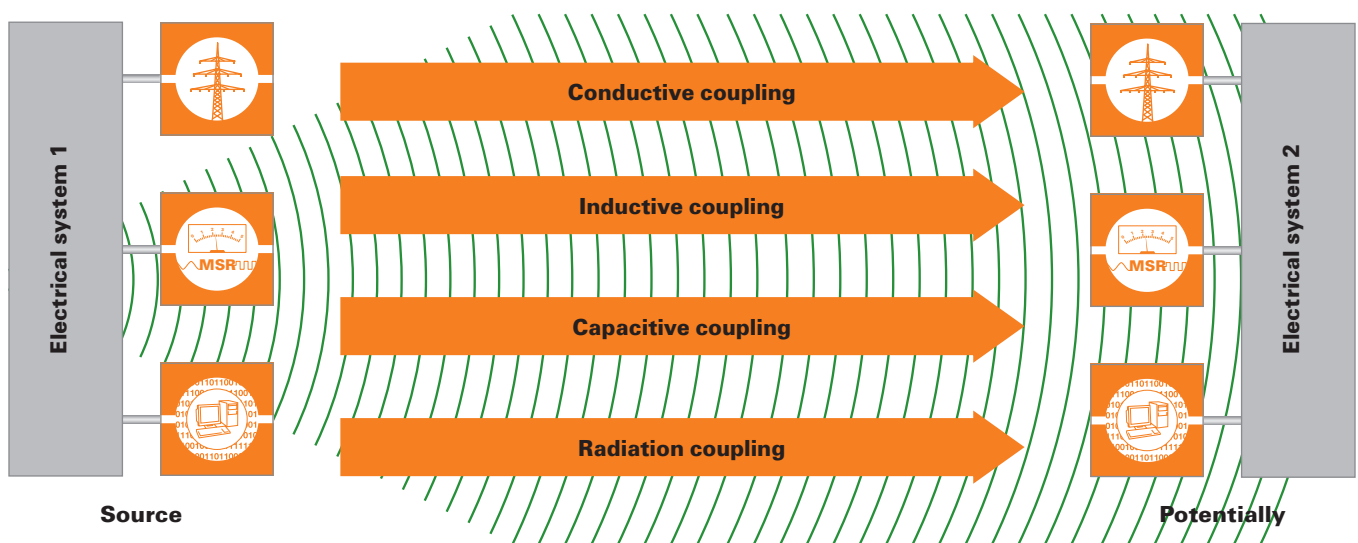 Electrical system 1
MSR
Conductive coupling
Inductive coupling
Capacitive coupling
Radiation coupling
MSR
Electrical system 2
Source
Potentially